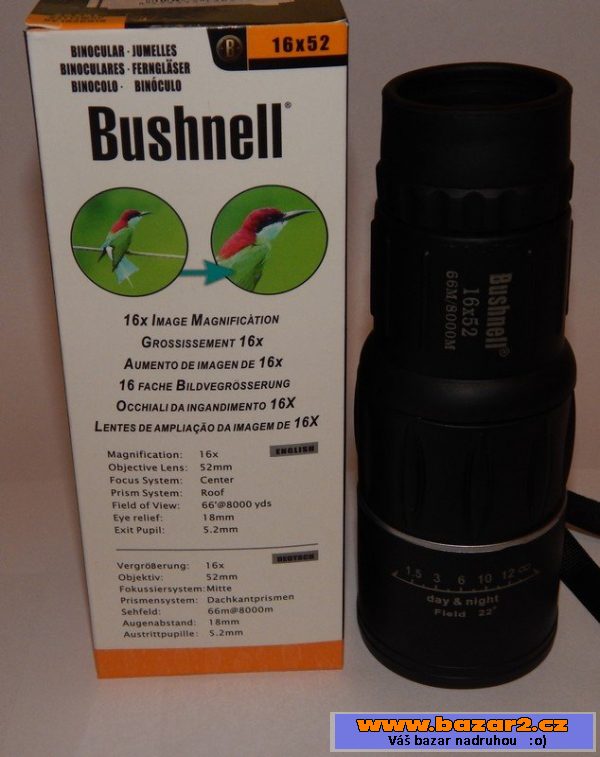 BINOCULAR · JUMELLES
BINOCULARES · FERNGLÄSER
BINOCOLO · BINÓCULO
B
16x52
Bushnell®
16x IMAGE MAGNIFICÀTION
GROSSISSEMENT 16x
AUMENTO DE IMAGEN DE 16x
16 FACHE BILDVEGRÖSSERUNG
OCCHIALI DA INGANDIMENTO 16X
LENTES DE AMPLIAÇÃO DA IMAGEM DE 16X
ENGLISH
Magnification: 16x
Objective Lens: 52mm
Focus System: Center
Prism System: Roof
Field of View: 66'@8000 yds
Eye relief: 18mm
Exit Pupil: 5.2mm
DEUTSCH
Vergrößerung: 16x
Objektiv: 52mm
Fokussiersystem: Mitte
Prismensystem: Dachkantprismen
Sehfeld: 66m@8000m
Augenabstand: 18mm
Austrittpupille: 5.2mm
Bushnell®
16x52
66M/8000M
1.5 3 6 10 12 ∞
day & night
Field 22°
www.bazar2.cz
Váš bazar nadruhou :o)